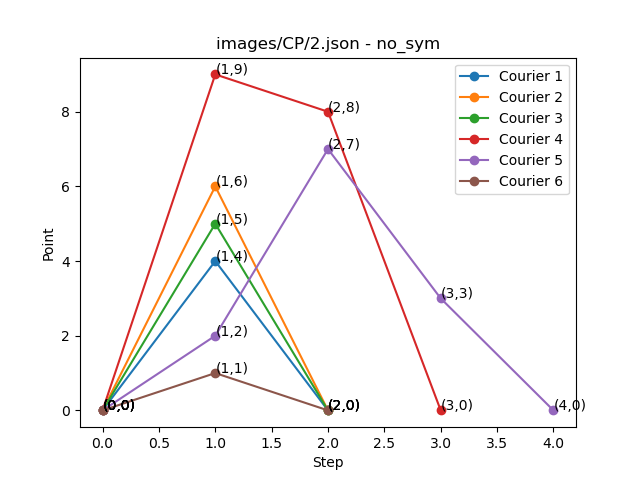 images/CP/2.json - no_sym
(1,9)
(2,8)
(2,7)
(1,6)
(1,5)
(1,4)
(3,3)
(1,2)
(1,1)
(0,0)
(2,0)
(3,0)
(4,0)
Courier 1
Courier 2
Courier 3
Courier 4
Courier 5
Courier 6
Point
8
6
4
2
0
0.0 0.5 1.0 1.5 2.0 2.5 3.0 3.5 4.0
Step